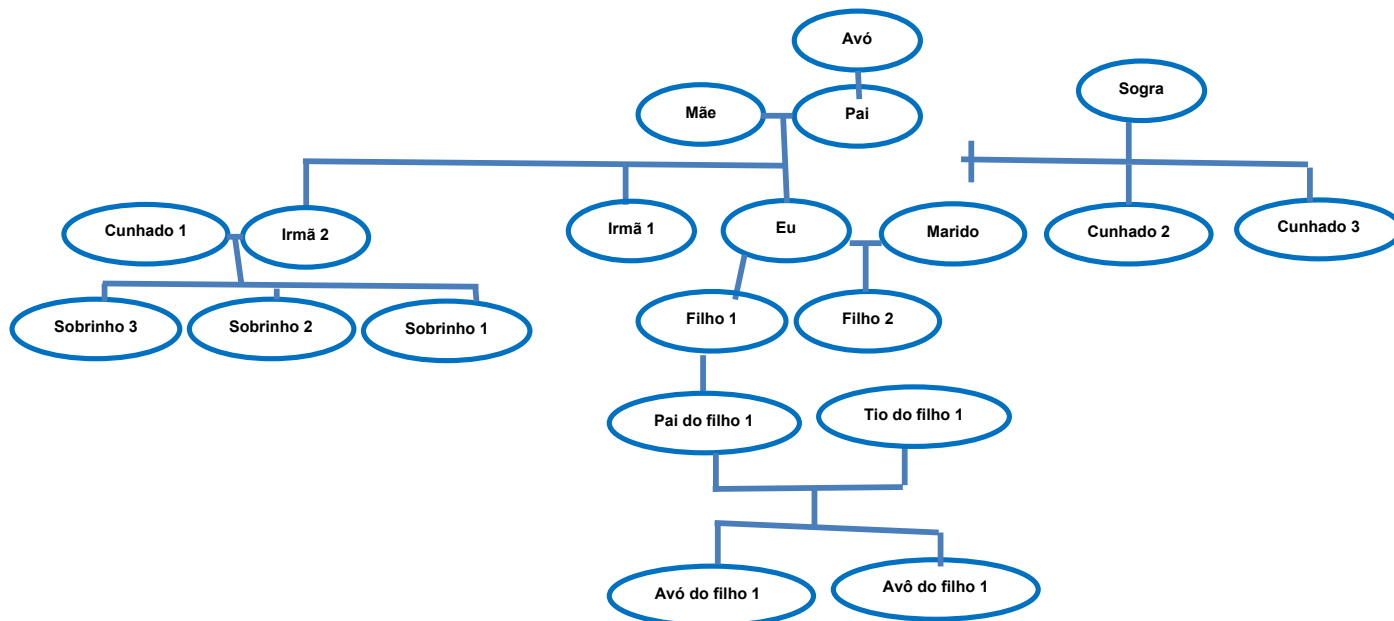 Avó
Sogra
Mãe
Pai
Cunhado 1
Irmã 2
Irmã 1
Eu
Marido
Cunhado 2
Cunhado 3
Sobrinho 3
Sobrinho 2
Sobrinho 1
Filho 1
Filho 2
Pai do filho 1
Tio do filho 1
Avó do filho 1
Avô do filho 1